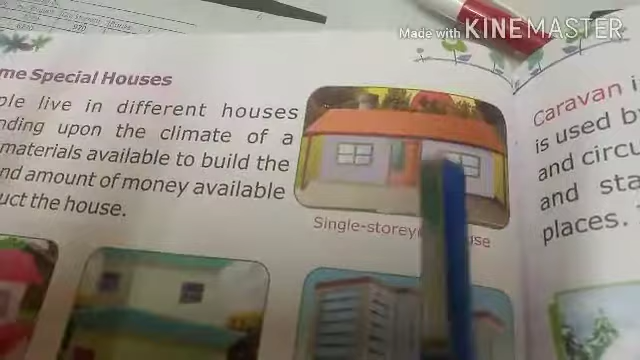 Made with KINEMASTER
me Special Houses
ple live in different houses
nding upon the climate of a
materials available to build the
nd amount of money available
uct the house.
Single-storey
Caravan i
is used b
and circu
and sta
places.